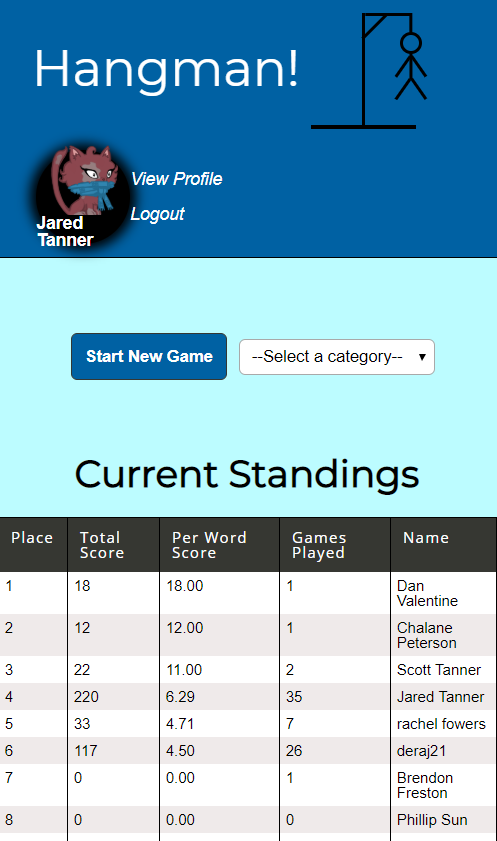 Hangman!
View Profile
Logout
Jared
Tanner
Start New Game --Select a category--
Current Standings
Place Total Score Per Word Score Games Played Name
1 18 18.00 1 Dan Valentine
2 12 12.00 1 Chalane Peterson
3 22 11.00 2 Scott Tanner
4 220 6.29 35 Jared Tanner
5 33 4.71 7 rachel fowers
6 117 4.50 26 deraj21
7 0 0.00 1 Brendon Freston
8 0 0.00 0 Phillip Sun